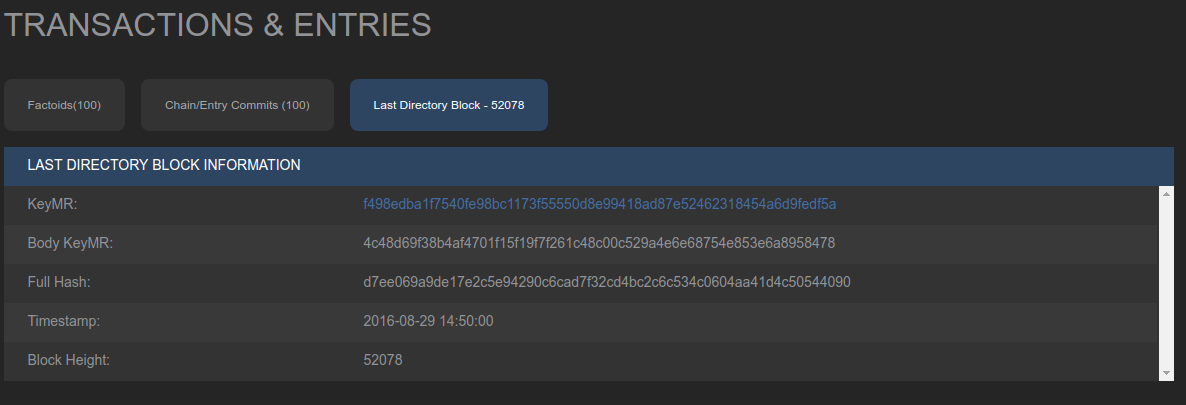 TRANSACTIONS & ENTRIES
Factoids(100)
Chain/Entry Commits (100)
Last Directory Block - 52078
LAST DIRECTORY BLOCK INFORMATION
KeyMR: f498edba1f7540fe98bc1173f55550d8e99418ad87e52462318454a6d9fedf5a
Body KeyMR: 4c48d69f38b4af4701f15f19f7f261c48c00c529a4e6e68754e853e6a8958478
Full Hash: d7ee069a9de17e2c5e94290c6cad7f32cd4bc2c6c534c0604aa41d4c50544090
Timestamp: 2016-08-29 14:50:00
Block Height: 52078